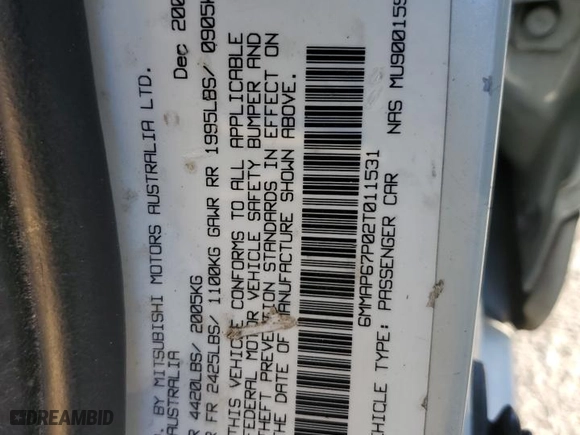 . BY MITSUBISHI MOTORS AUSTRALIA LTD.
AUSTRALIA Dec 200
R 4420LBS/ 2005KG
R FR 2425LBS/ 1100KG GAWR RR 1995LBS/ 0905K
THIS VEHICLE CONFORMS TO ALL APPLICABLE
FEDERAL MOTOR VEHICLE SAFETY BUMPER AND
THEFT PREVENTION STANDARDS IN EFFECT ON
THE DATE OF MANUFACTURE SHOWN ABOVE.
6MMAP67P02T011531
VEHICLE TYPE: PASSENGER CAR
NAS MU900159
DREAMBID